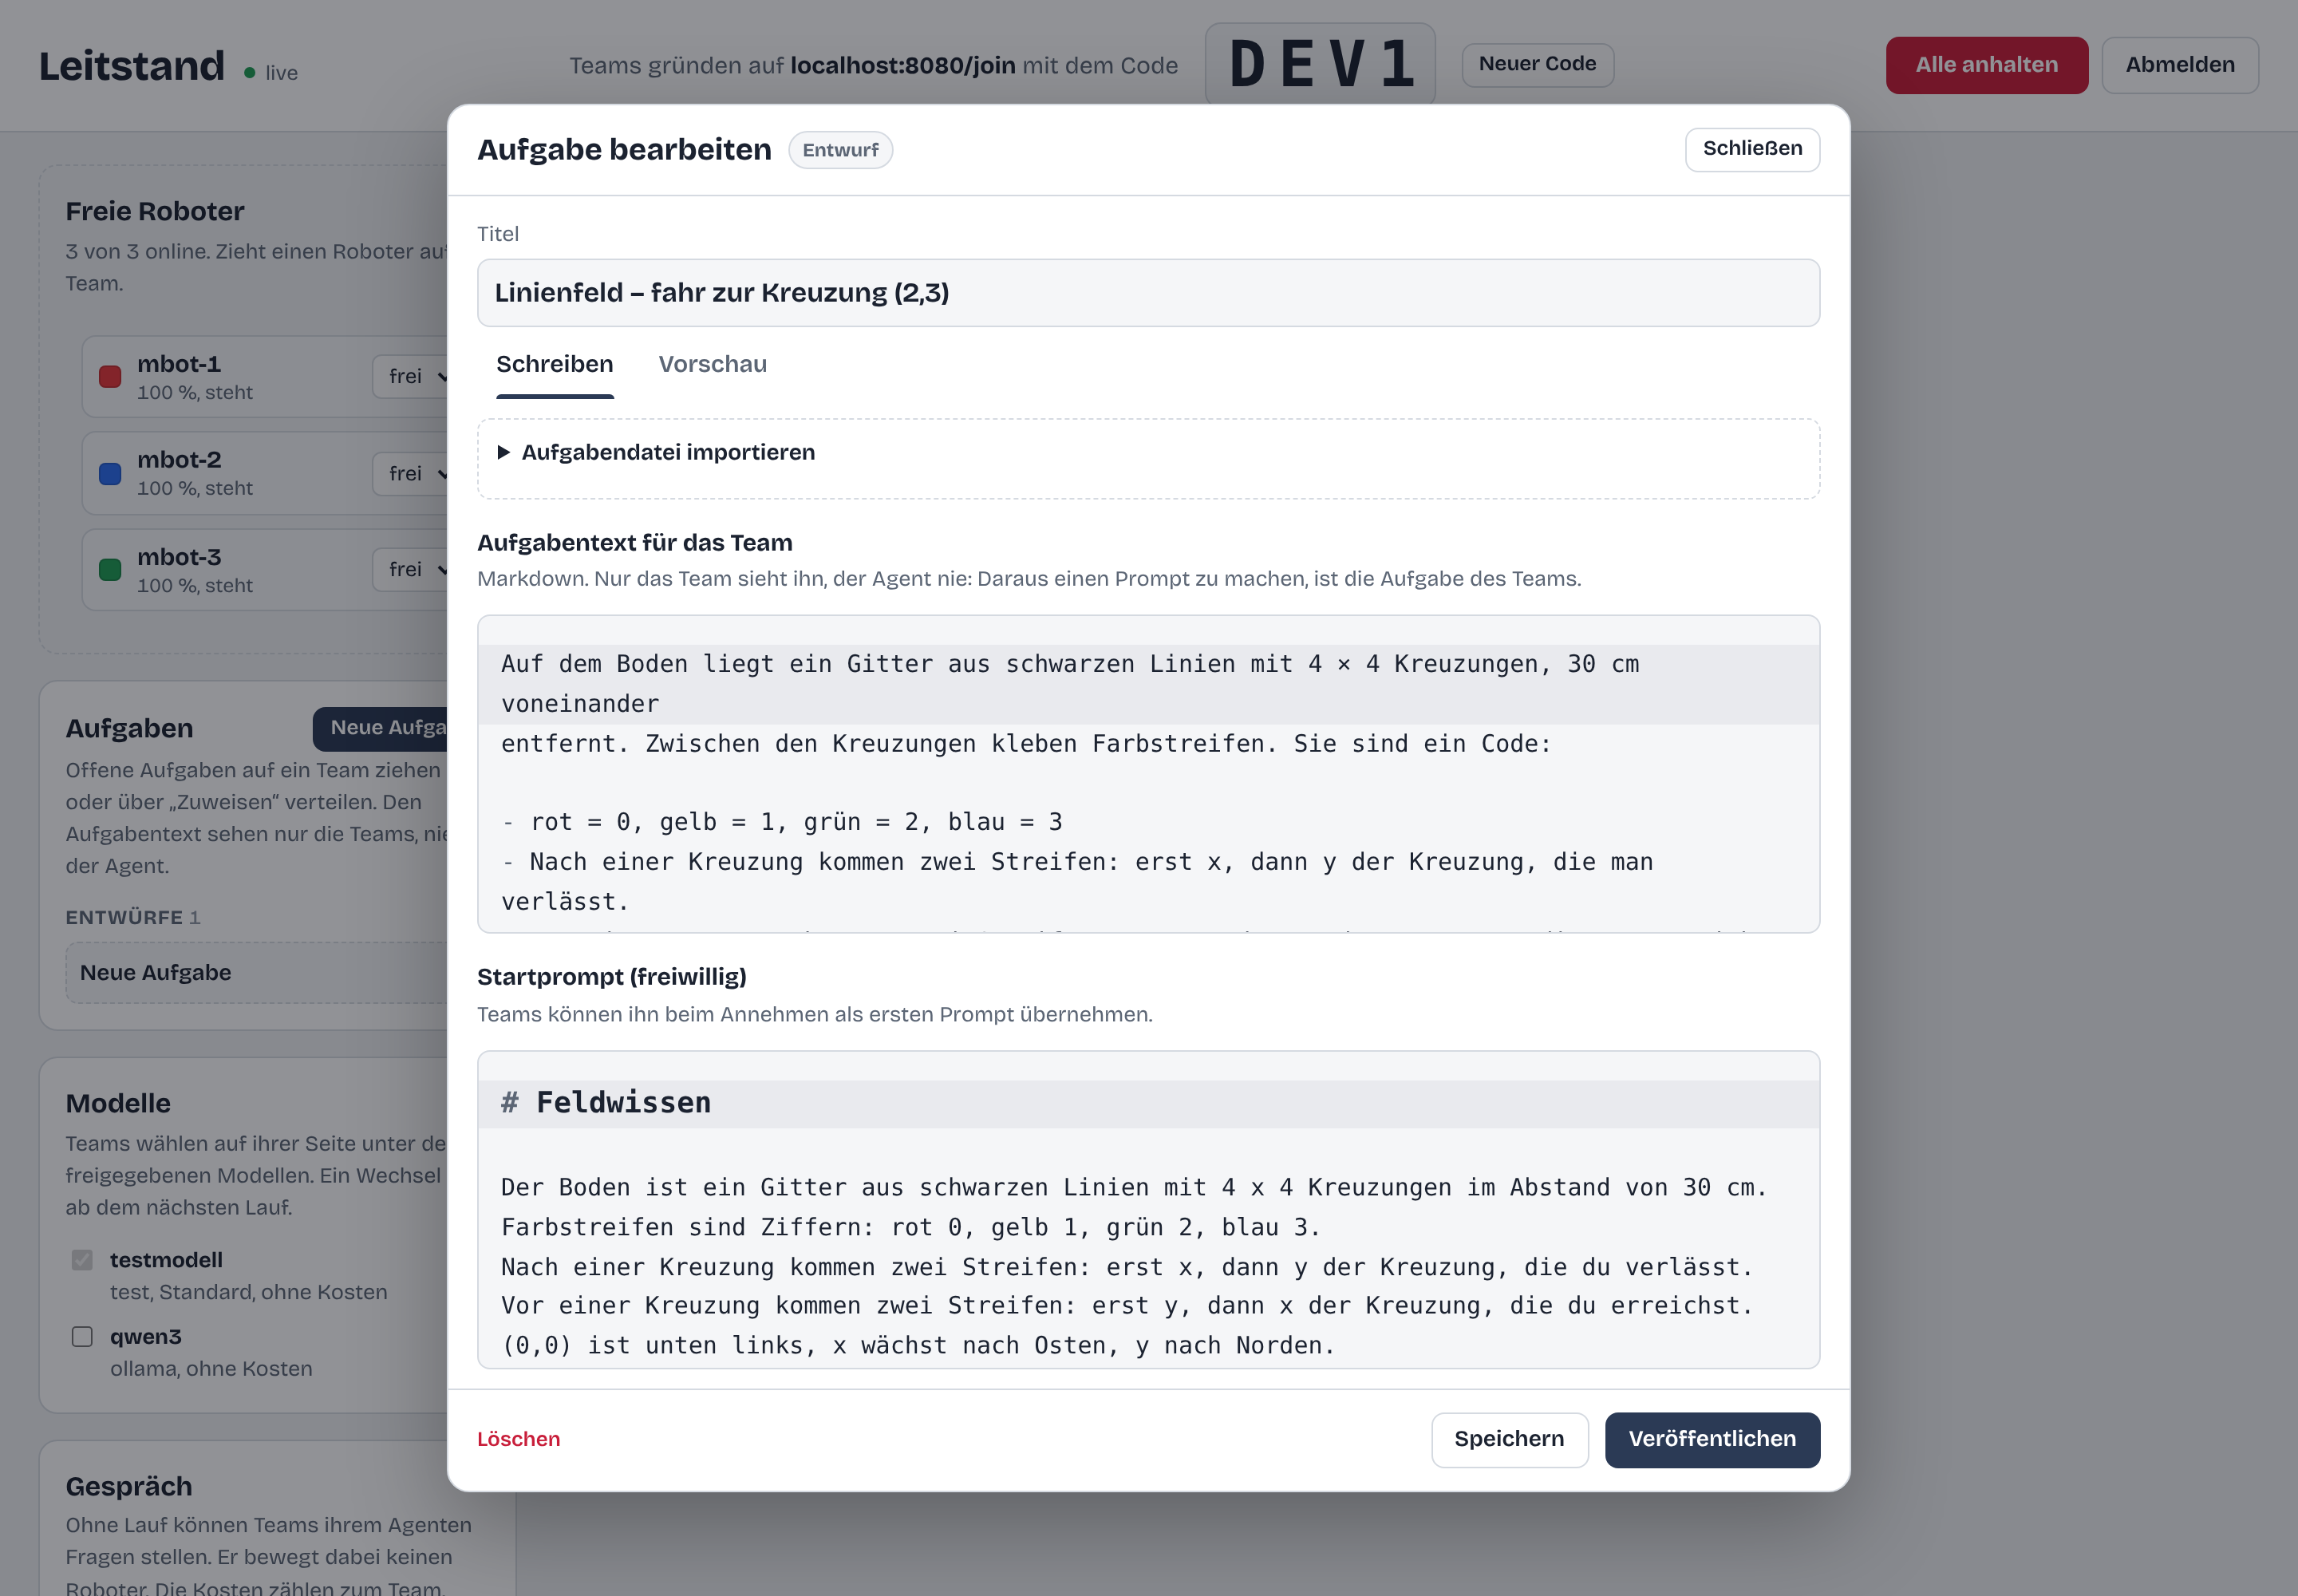 Leitstand
live
Teams gründen auf localhost:8080/join mit dem Code
DEV1
Neuer Code
Alle anhalten
Abmelden
Freie Roboter
3 von 3 online. Zieht einen Roboter auf
Team.
mbot-1
100 %, steht
frei
mbot-2
100 %, steht
frei
mbot-3
100 %, steht
frei
Aufgaben
Neue Aufga
Offene Aufgaben auf ein Team ziehen
oder über „Zuweisen“ verteilen. Den
Aufgabentext sehen nur die Teams, nie
der Agent.
ENTWÜRFE 1
Neue Aufgabe
Modelle
Teams wählen auf ihrer Seite unter de
freigegebenen Modellen. Ein Wechsel
ab dem nächsten Lauf.
testmodell
test, Standard, ohne Kosten
qwen3
ollama, ohne Kosten
Gespräch
Ohne Lauf können Teams ihrem Agenten
Fragen stellen. Er bewegt dabei keinen
Roboter. Die Kosten zählen zum Team.
Aufgabe bearbeiten
Entwurf
Schließen
Titel
Linienfeld – fahr zur Kreuzung (2,3)
Schreiben
Vorschau
Aufgabendatei importieren
Aufgabentext für das Team
Markdown. Nur das Team sieht ihn, der Agent nie: Daraus einen Prompt zu machen, ist die Aufgabe des Teams.
Auf dem Boden liegt ein Gitter aus schwarzen Linien mit 4 × 4 Kreuzungen, 30 cm
voneinander
entfernt. Zwischen den Kreuzungen kleben Farbstreifen. Sie sind ein Code:
- rot = 0, gelb = 1, grün = 2, blau = 3
- Nach einer Kreuzung kommen zwei Streifen: erst x, dann y der Kreuzung, die man
verlässt.
Startprompt (freiwillig)
Teams können ihn beim Annehmen als ersten Prompt übernehmen.
# Feldwissen
Der Boden ist ein Gitter aus schwarzen Linien mit 4 x 4 Kreuzungen im Abstand von 30 cm.
Farbstreifen sind Ziffern: rot 0, gelb 1, grün 2, blau 3.
Nach einer Kreuzung kommen zwei Streifen: erst x, dann y der Kreuzung, die du verlässt.
Vor einer Kreuzung kommen zwei Streifen: erst y, dann x der Kreuzung, die du erreichst.
(0,0) ist unten links, x wächst nach Osten, y nach Norden.
Löschen
Speichern
Veröffentlichen